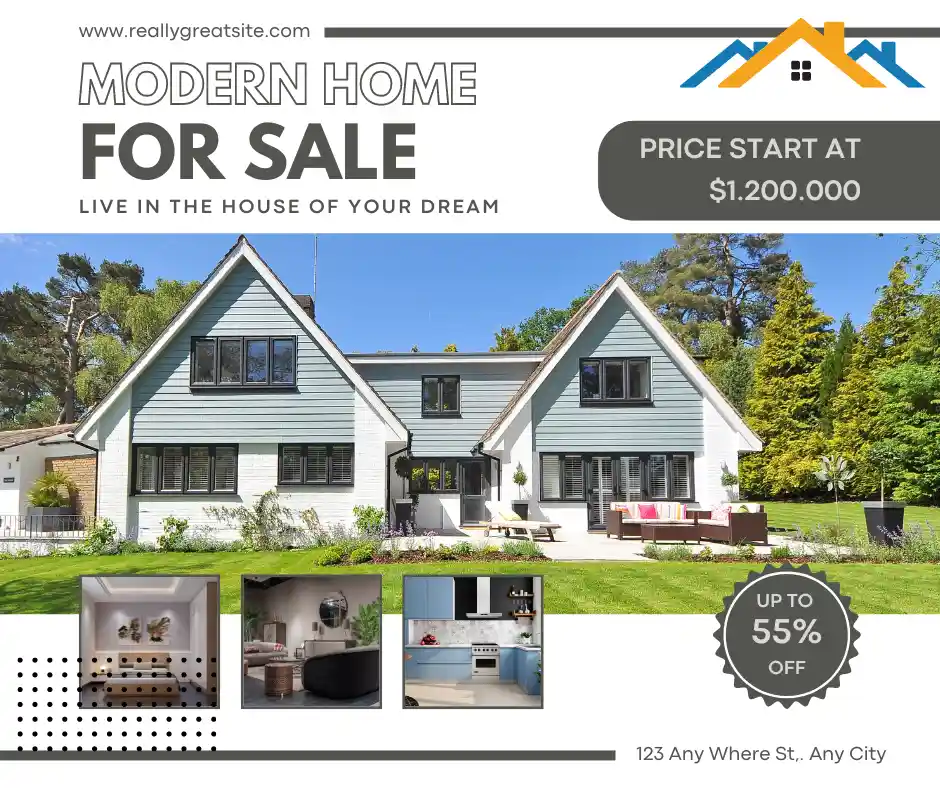 www.reallygreatsite.com
MODERN HOME
FOR SALE
LIVE IN THE HOUSE OF YOUR DREAM
PRICE START AT
$1.200.000
UP TO
55%
OFF
123 Any Where St,. Any City